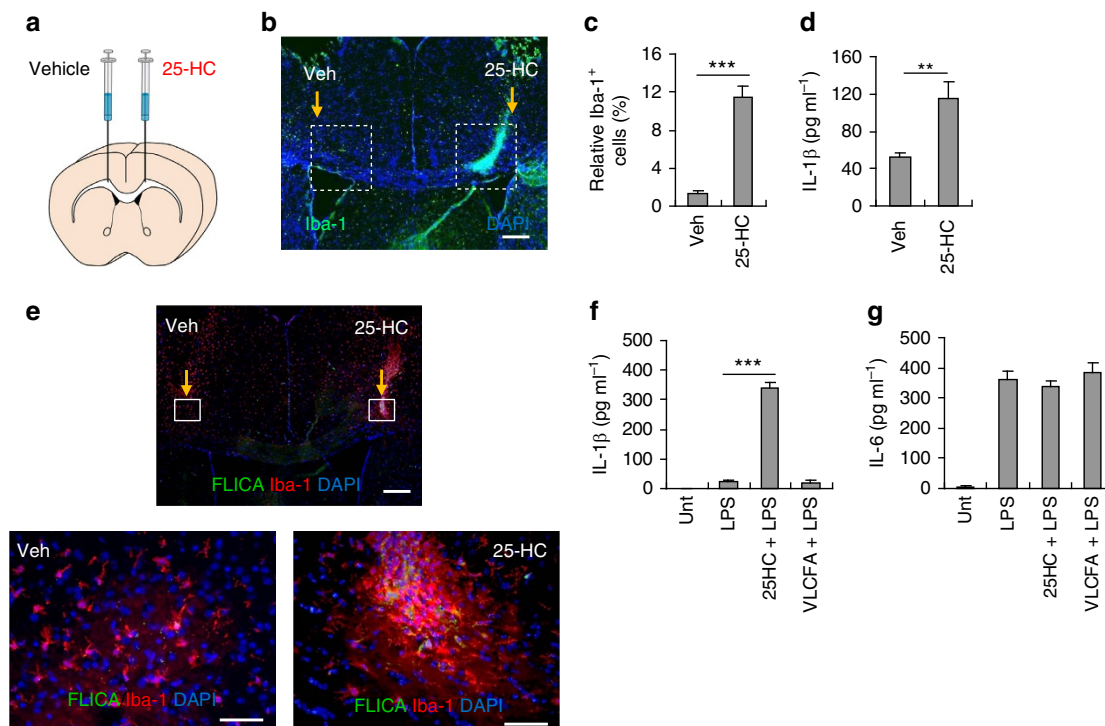 a
Vehicle
25-HC
b
Veh
25-HC
Iba-1
DAPI
c
Relative Iba-1⁺
cells (%)
16
12
8
4
0
***
Veh
25-HC
d
IL-1β (pg ml⁻¹)
160
120
80
40
0
**
Veh
25-HC
e
Veh
25-HC
FLICA Iba-1 DAPI
Veh
FLICA Iba-1 DAPI
25-HC
FLICA Iba-1 DAPI
f
IL-1β (pg ml⁻¹)
500
400
300
200
100
0
***
Unt
LPS
25HC + LPS
VLCFA + LPS
g
IL-6 (pg ml⁻¹)
500
400
300
200
100
0
Unt
LPS
25HC + LPS
VLCFA + LPS